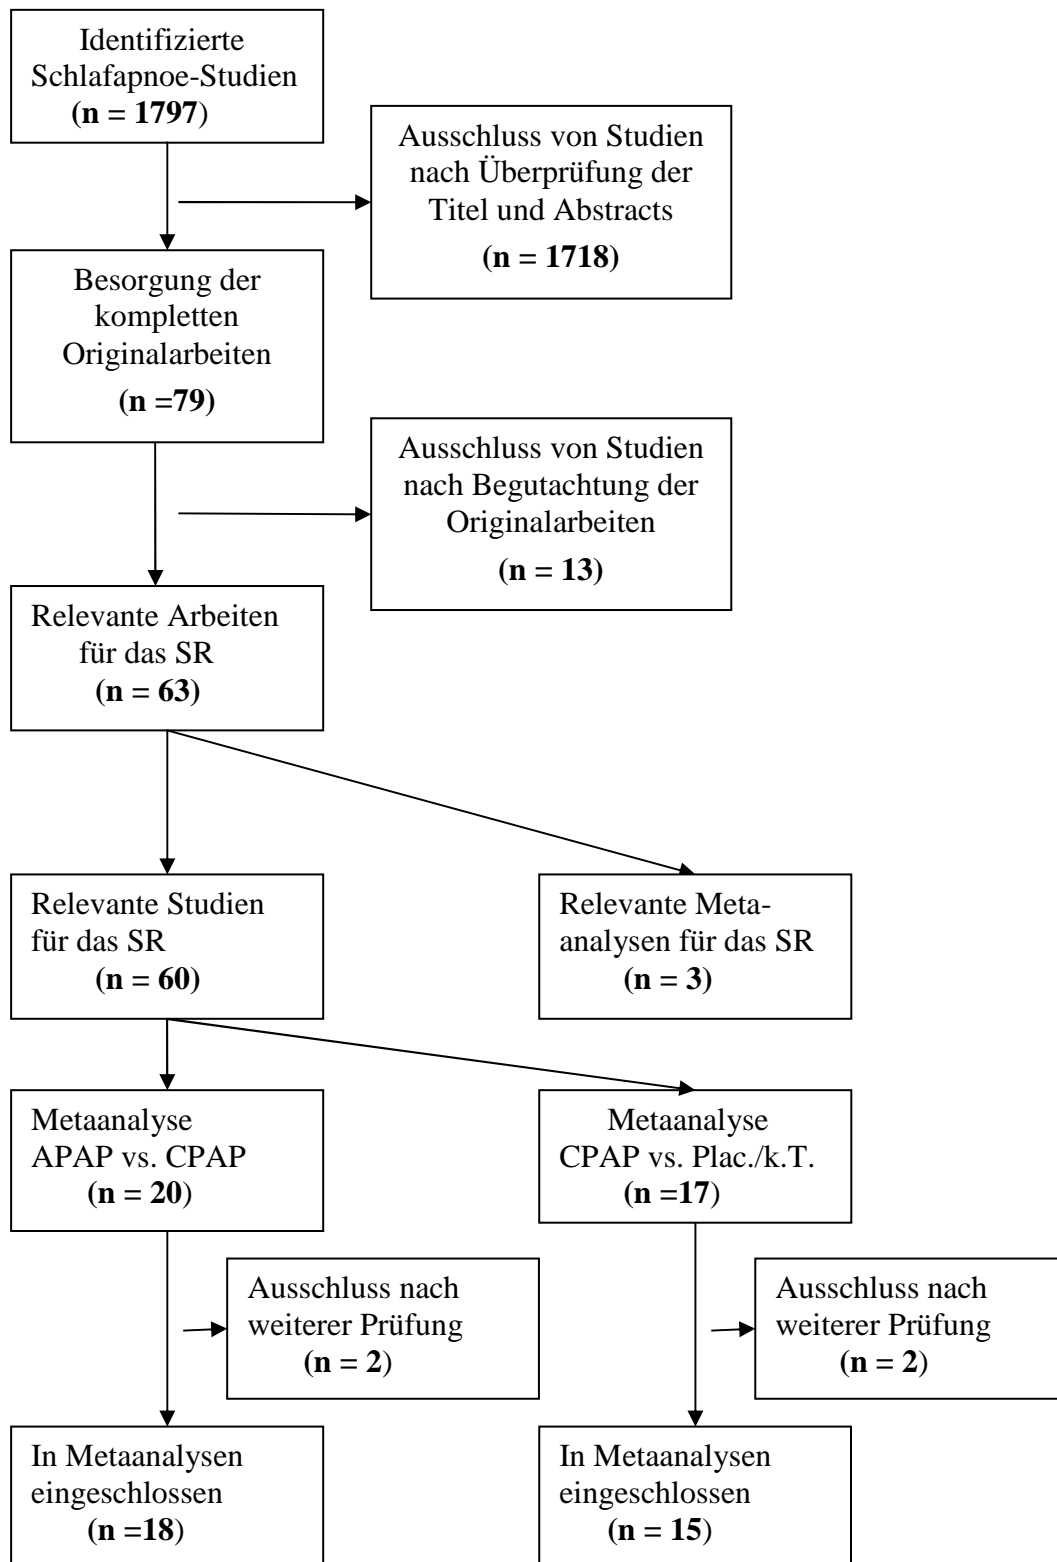 Identifizierte
Schlafapnoe-Studien
(n = 1797)
Ausschluss von Studien
nach Überprüfung der
Titel und Abstracts
(n = 1718)
Besorgung der
kompletten
Originalarbeiten
(n =79)
Ausschluss von Studien
nach Begutachtung der
Originalarbeiten
(n = 13)
Relevante Arbeiten
für das SR
(n = 63)
Relevante Studien
für das SR
(n = 60)
Relevante Meta-
analysen für das SR
(n = 3)
Metaanalyse
APAP vs. CPAP
(n = 20)
Metaanalyse
CPAP vs. Plac./k.T.
(n =17)
Ausschluss nach
weiterer Prüfung
(n = 2)
Ausschluss nach
weiterer Prüfung
(n = 2)
In Metaanalysen
eingeschlossen
(n =18)
In Metaanalysen
eingeschlossen
(n = 15)